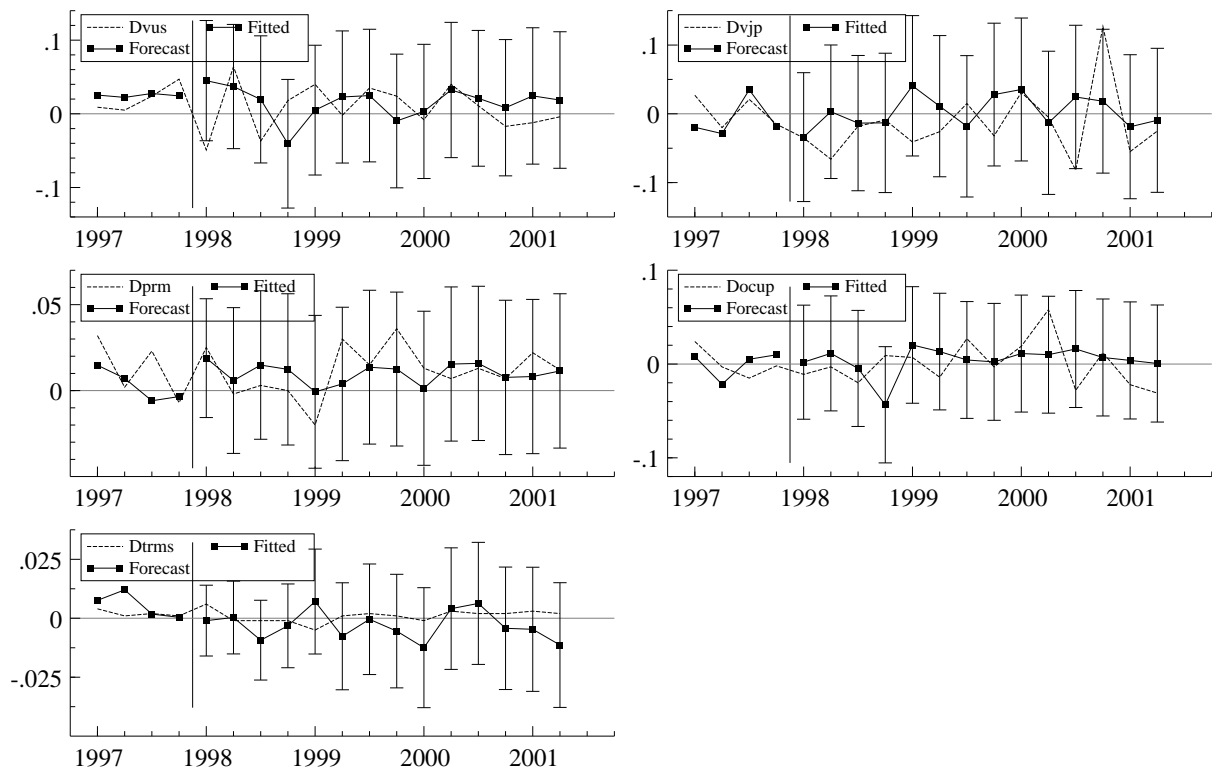 Dvus Fitted
Forecast
.1
0
-.1
1997 1998 1999 2000 2001
Dvjp Fitted
Forecast
.1
0
-.1
1997 1998 1999 2000 2001
Dprm Fitted
Forecast
.05
0
1997 1998 1999 2000 2001
Docup Fitted
Forecast
.1
0
-.1
1997 1998 1999 2000 2001
Dtrms Fitted
Forecast
.025
0
-.025
1997 1998 1999 2000 2001